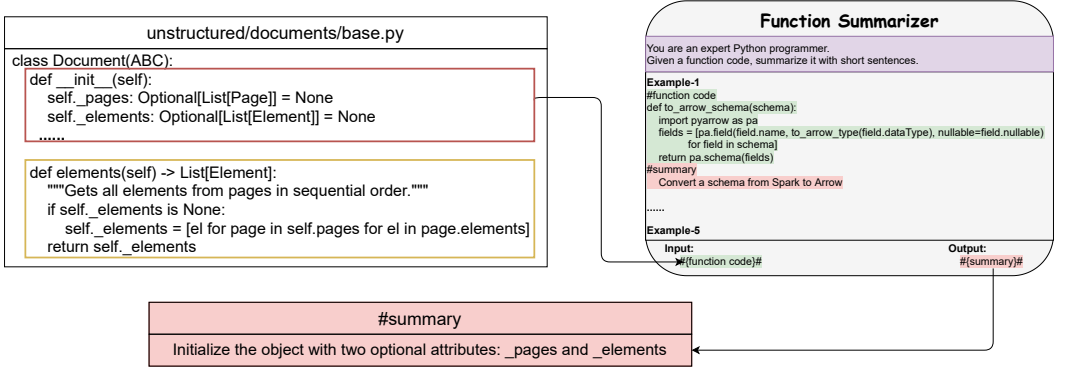 unstructured/documents/base.py
class Document(ABC):
def __init__(self):
self._pages: Optional[List[Page]] = None
self._elements: Optional[List[Element]] = None
......
def elements(self) -> List[Element]:
"""Gets all elements from pages in sequential order."""
if self._elements is None:
self._elements = [el for page in self.pages for el in page.elements]
return self._elements
Function Summarizer
You are an expert Python programmer.
Given a function code, summarize it with short sentences.
Example-1
#function code
def to_arrow_schema(schema):
import pyarrow as pa
fields = [pa.field(field.name, to_arrow_type(field.dataType), nullable=field.nullable)
for field in schema]
return pa.schema(fields)
#summary
Convert a schema from Spark to Arrow
......
Example-5
Input:
#{function code}#
Output:
#{summary}#
#summary
Initialize the object with two optional attributes: _pages and _elements